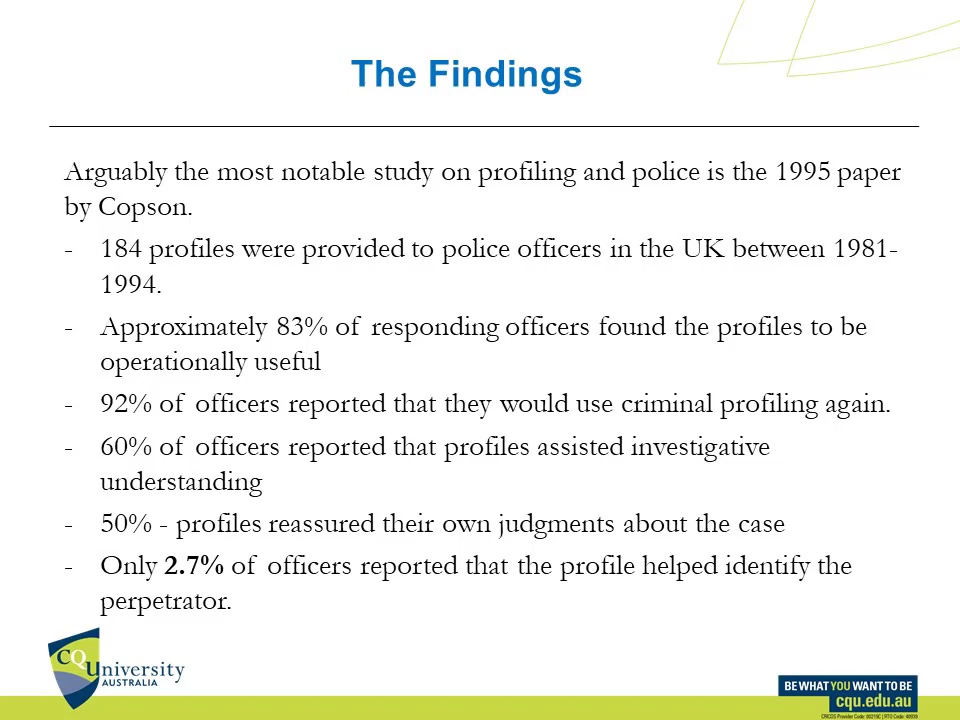 The Findings
Arguably the most notable study on profiling and police is the 1995 paper
by Copson.
- 184 profiles were provided to police officers in the UK between 1981-
1994.
- Approximately 83% of responding officers found the profiles to be
operationally useful
- 92% of officers reported that they would use criminal profiling again.
- 60% of officers reported that profiles assisted investigative
understanding
- 50% - profiles reassured their own judgments about the case
- Only 2.7% of officers reported that the profile helped identify the
perpetrator.
CQUniversity
AUSTRALIA
BE WHAT YOU WANT TO BE
cqu.edu.au